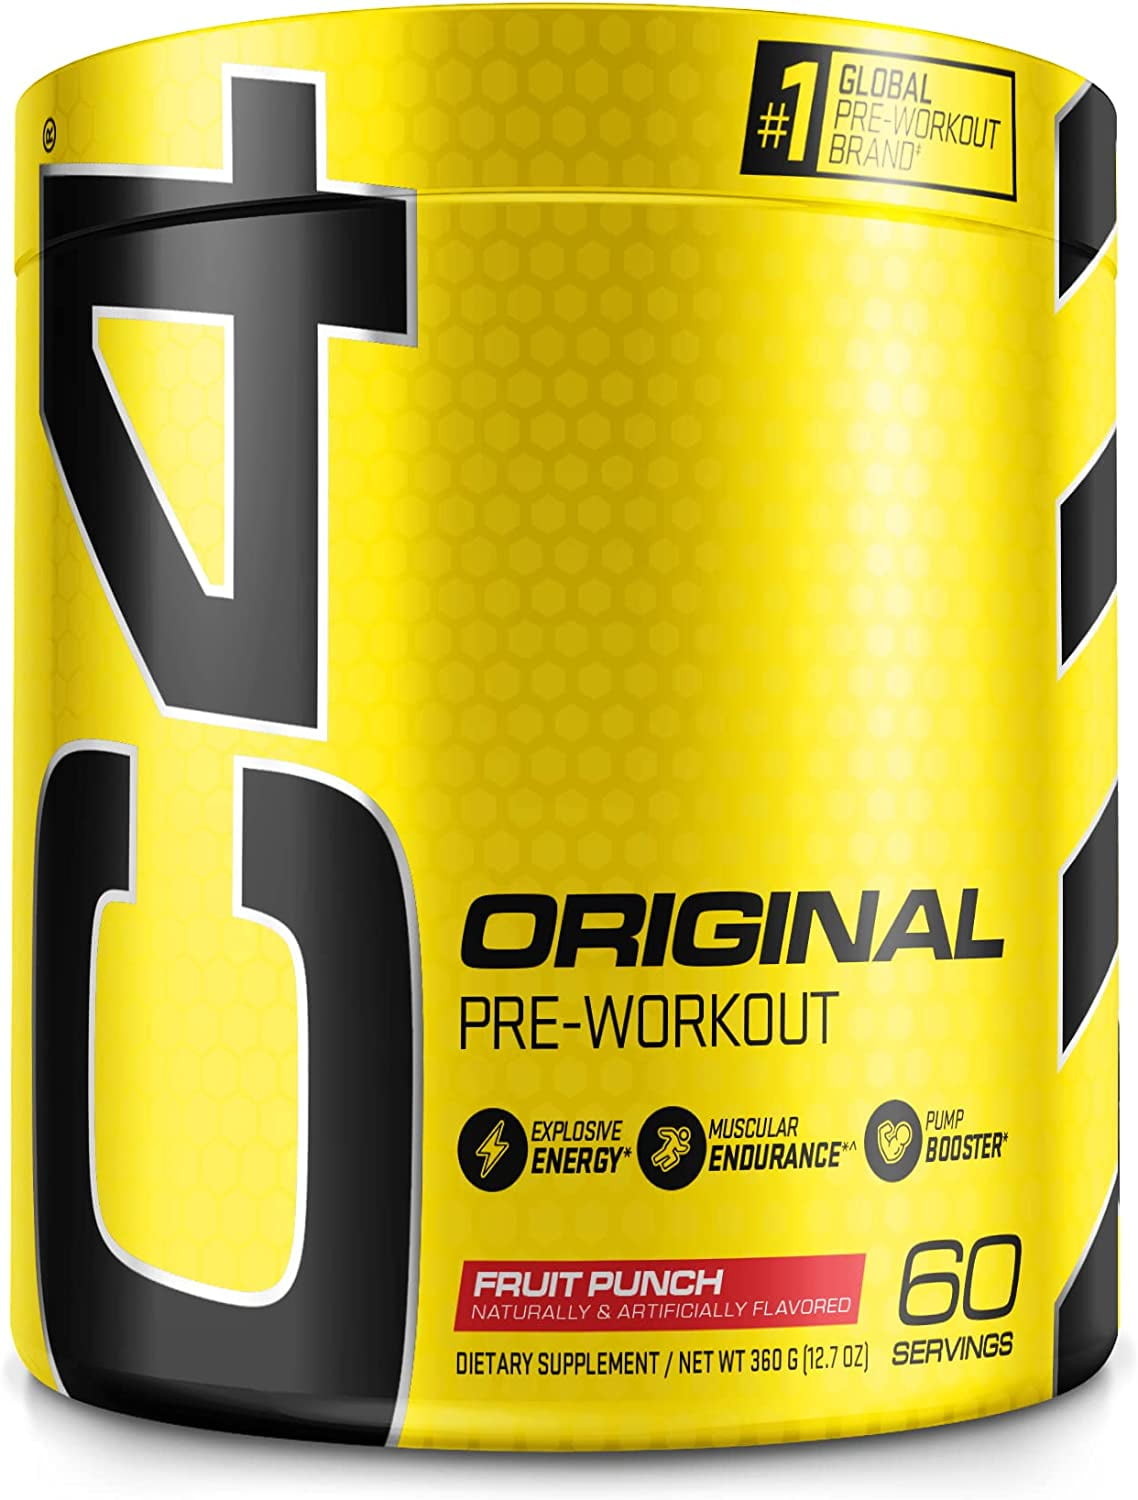 #1
GLOBAL
PRE-WORKOUT
BRAND‡
C4®
ORIGINAL
PRE-WORKOUT
EXPLOSIVE
ENERGY*
MUSCULAR
ENDURANCE*^
PUMP
BOOSTER*
FRUIT PUNCH
NATURALLY & ARTIFICIALLY FLAVORED
60
SERVINGS
DIETARY SUPPLEMENT / NET WT 360 G (12.7 OZ)